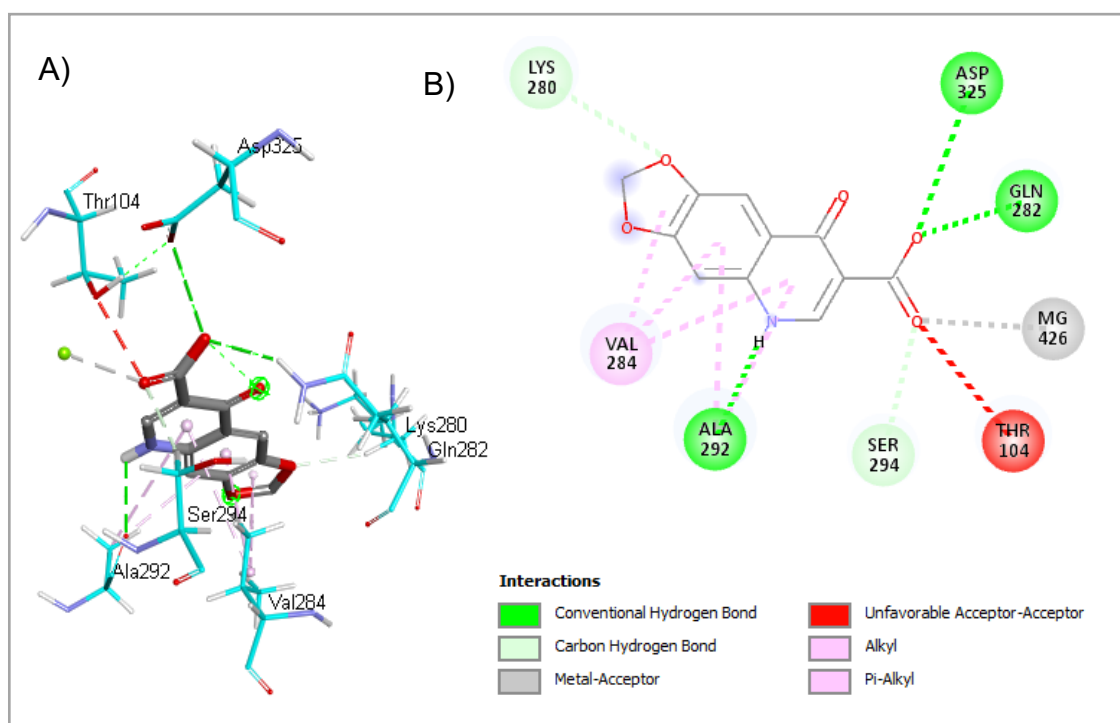 A)
Asp325
Thr104
Lys280
Gln282
Ser294
Ala292
Val284
B)
LYS
280
ASP
325
GLN
282
O
O
O
O
O
N
H
MG
426
VAL
284
ALA
292
SER
294
THR
104
Interactions
Conventional Hydrogen Bond
Carbon Hydrogen Bond
Metal-Acceptor
Unfavorable Acceptor-Acceptor
Alkyl
Pi-Alkyl